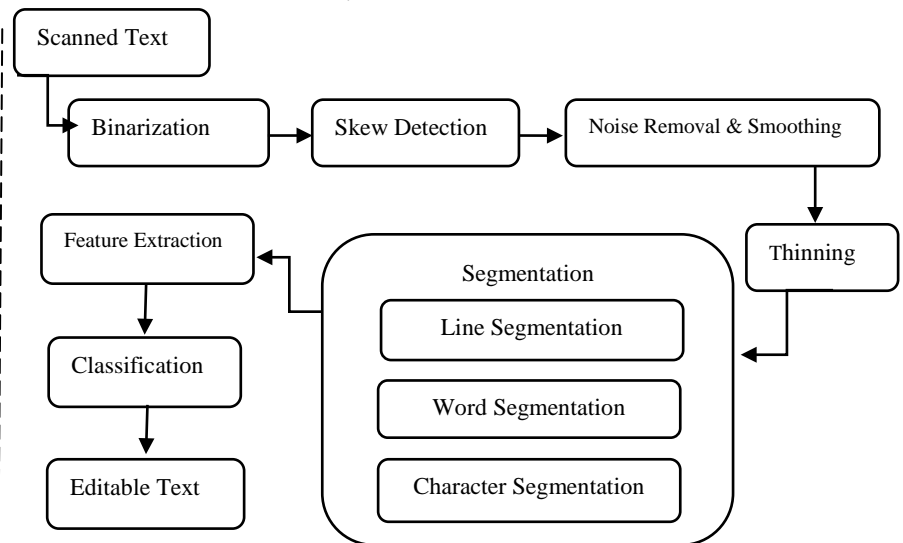 Scanned Text
Binarization
Skew Detection
Noise Removal & Smoothing
Thinning
Segmentation
Line Segmentation
Word Segmentation
Character Segmentation
Feature Extraction
Classification
Editable Text